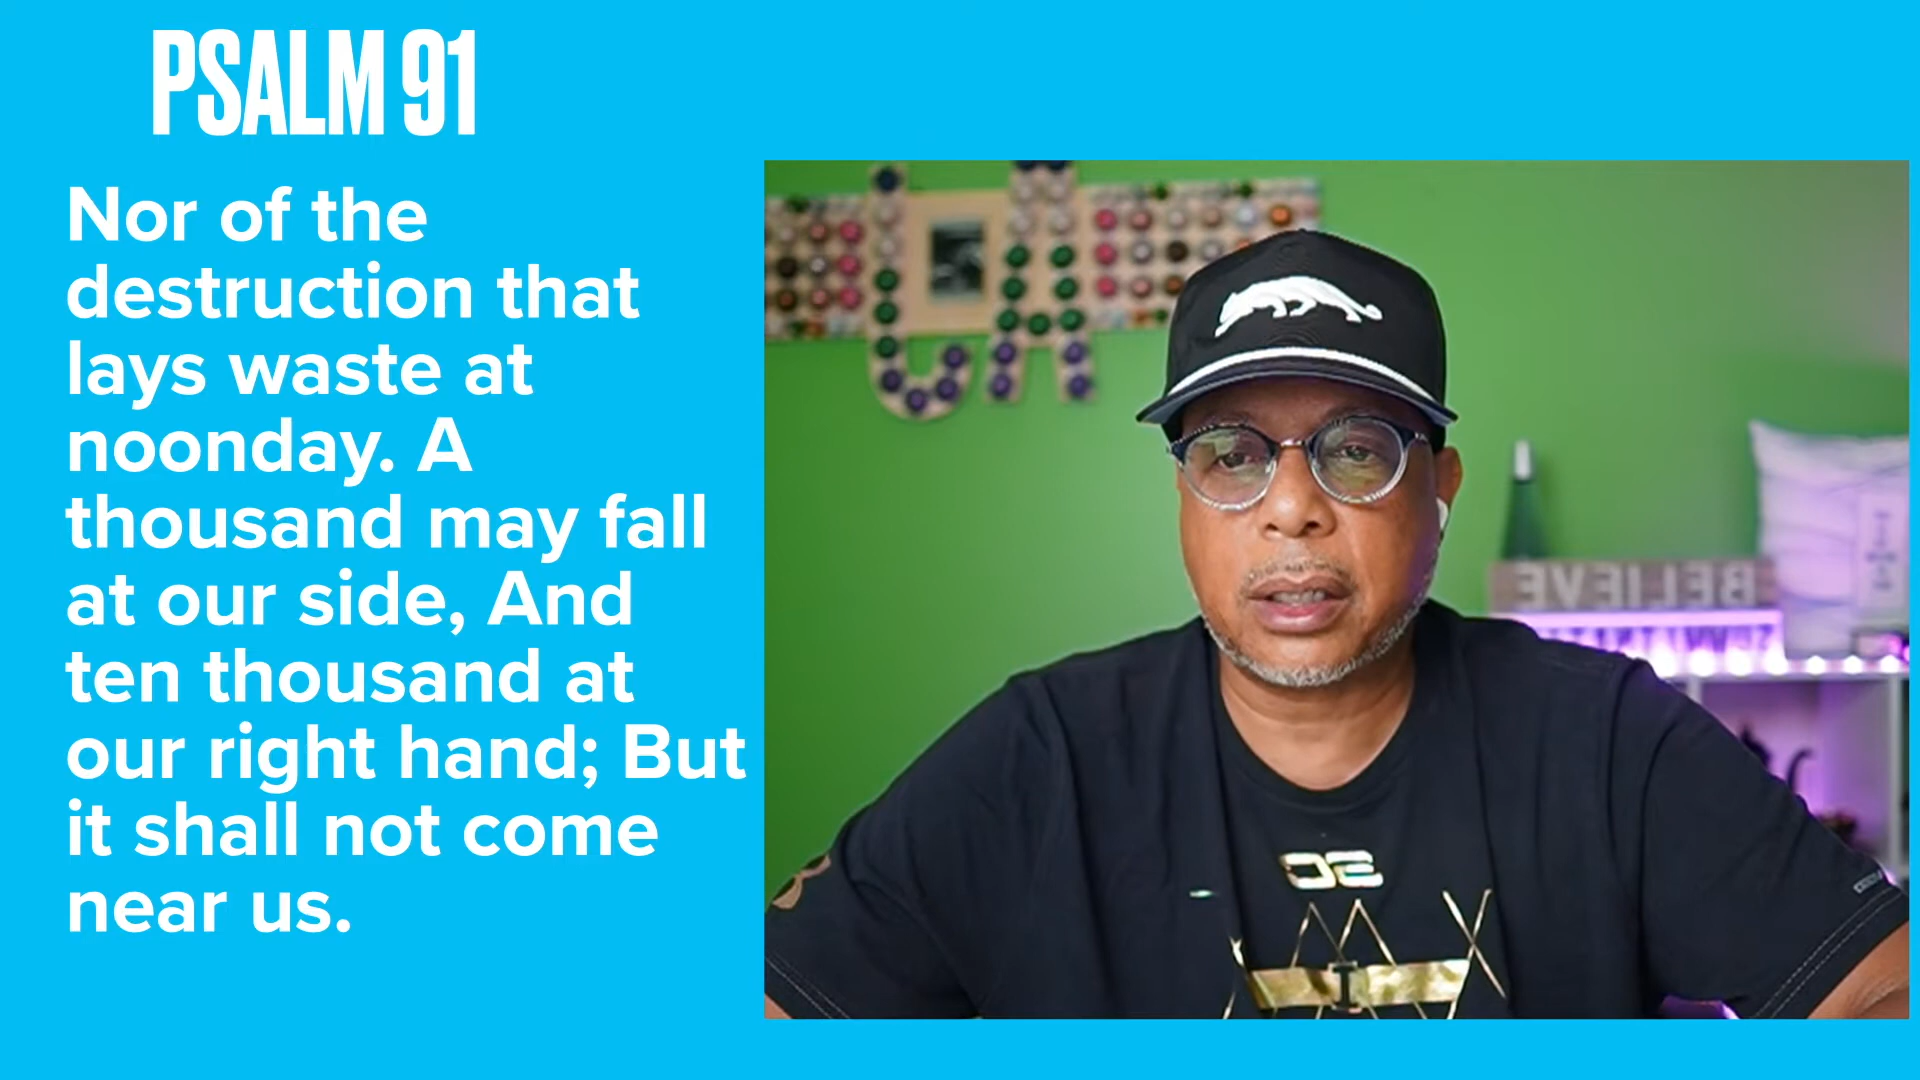 PSALM 91
Nor of the
destruction that
lays waste at
noonday. A
thousand may fall
at our side, And
ten thousand at
our right hand; But
it shall not come
near us.
BELIEVE